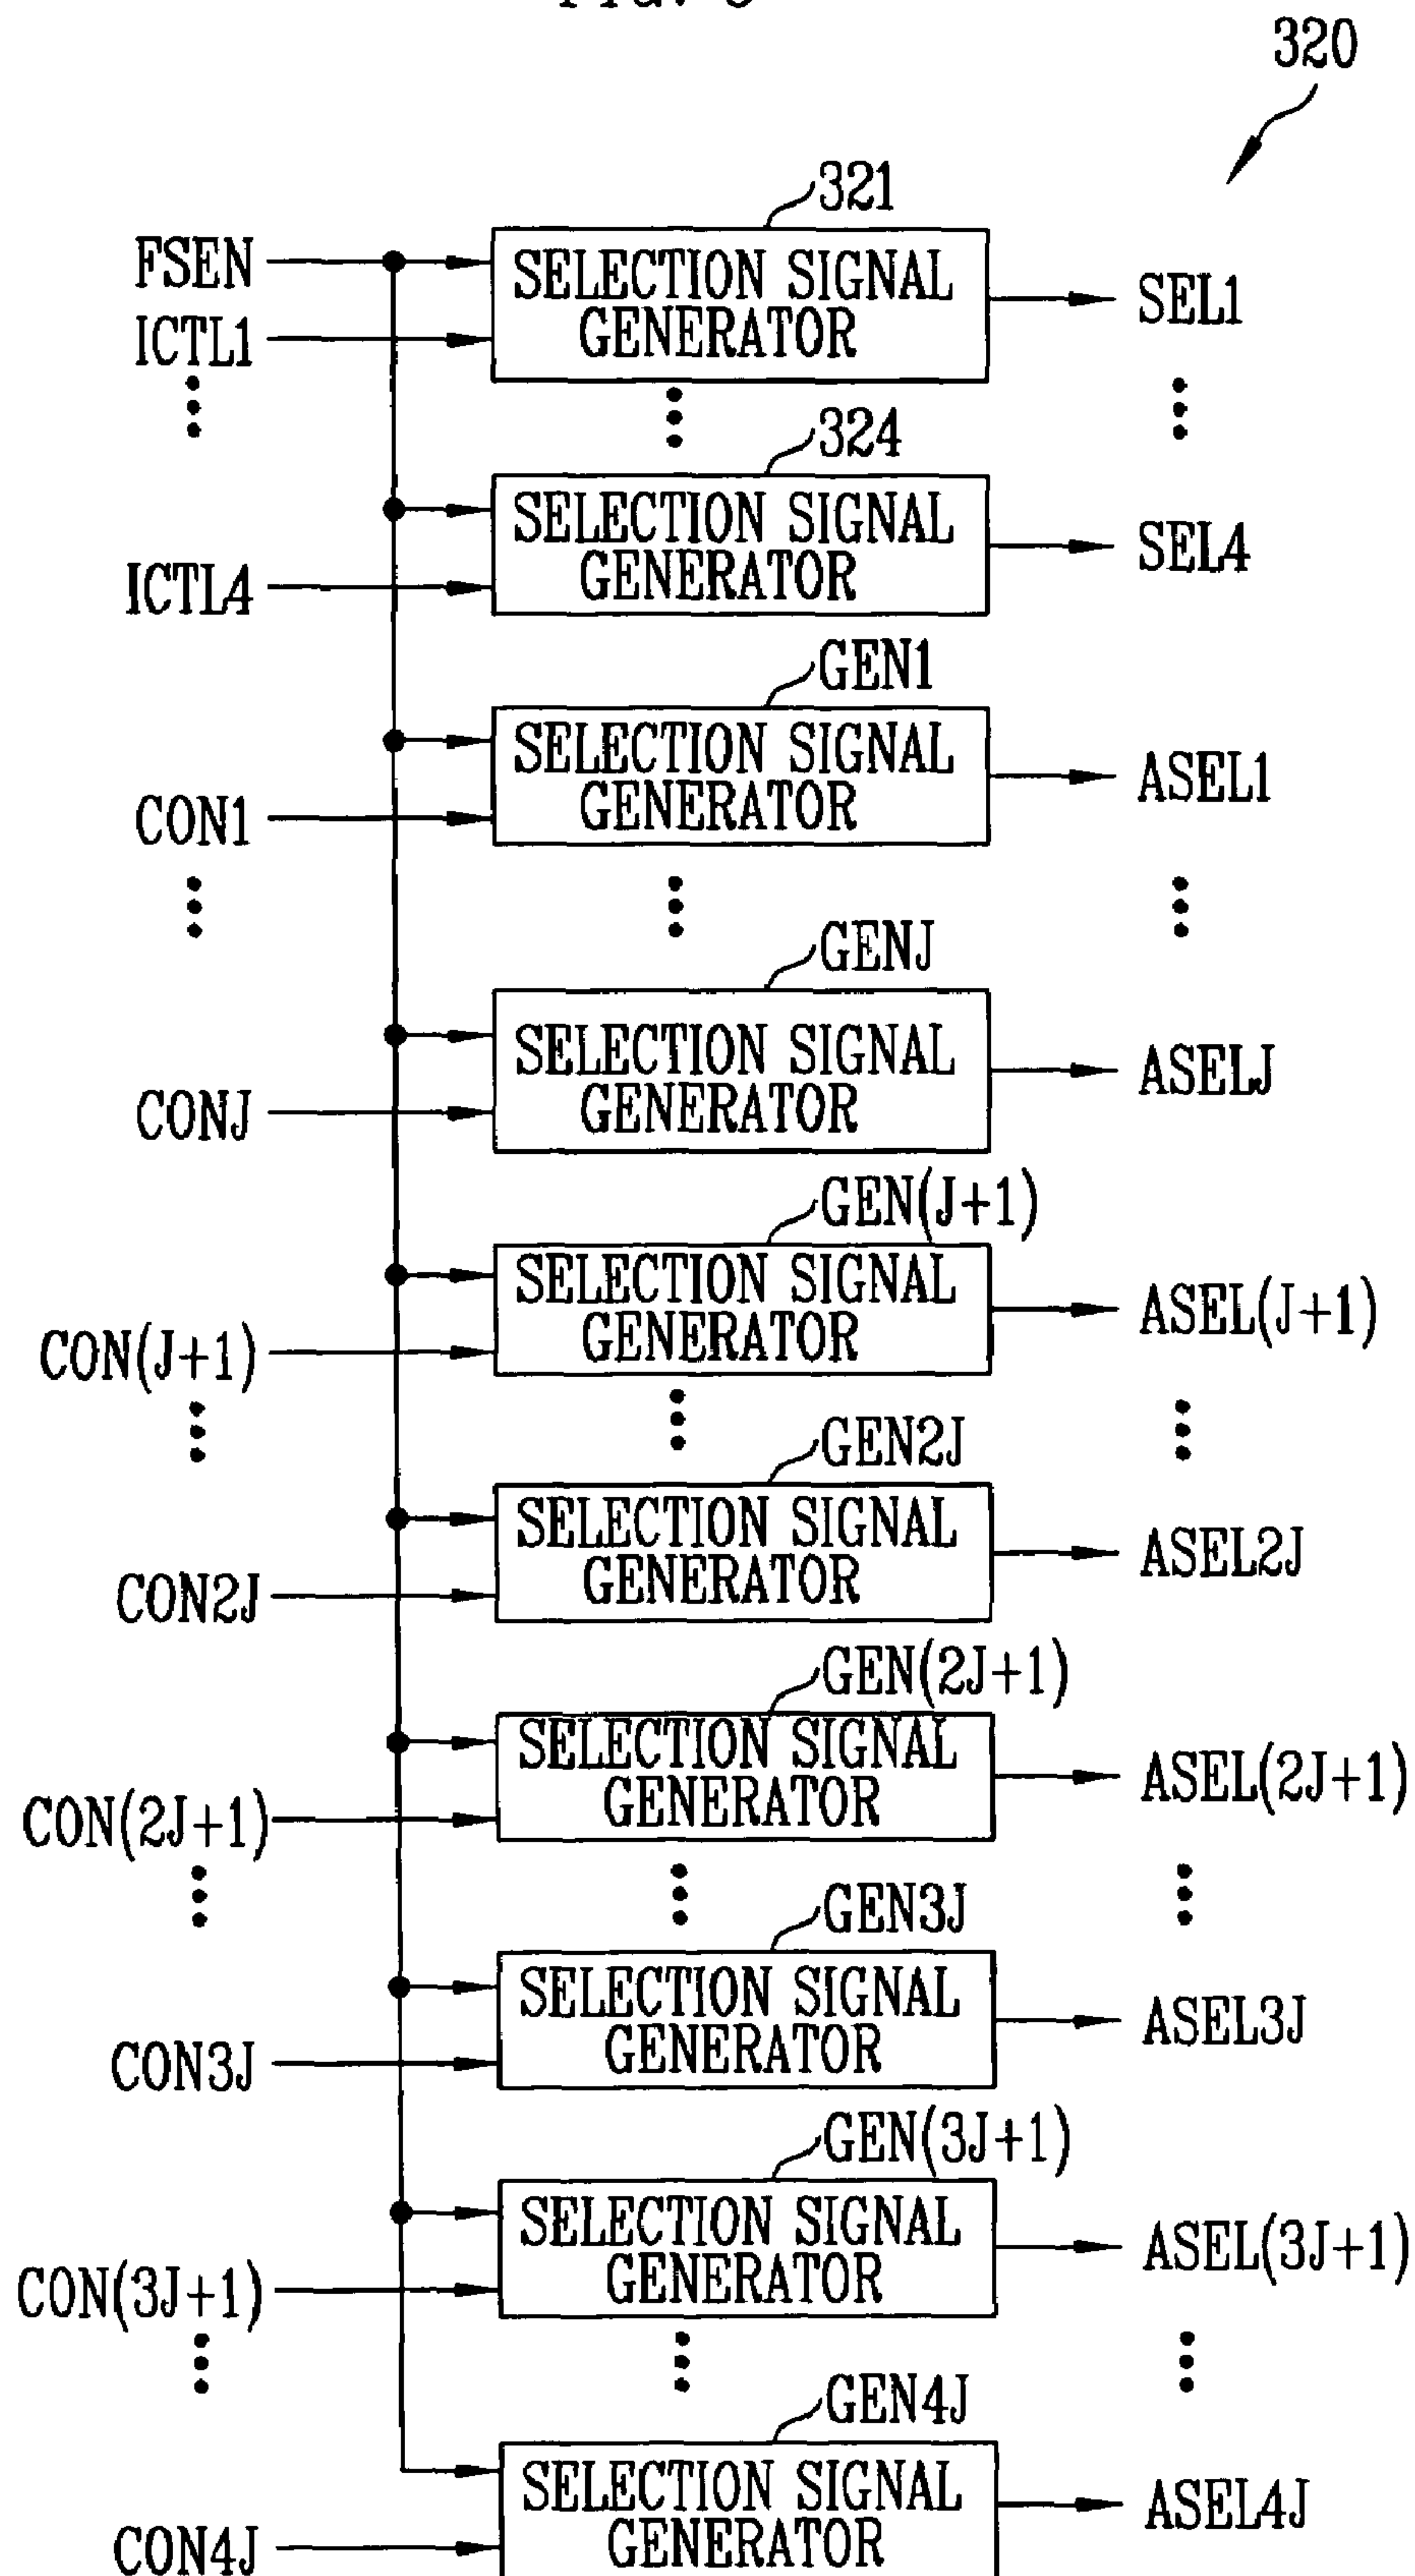 320
321
FSEN
SELECTION SIGNAL
GENERATOR
SEL1
ICTL1
324
SELECTION SIGNAL
GENERATOR
SEL4
ICTL4
GEN1
SELECTION SIGNAL
GENERATOR
ASEL1
CON1
GENJ
SELECTION SIGNAL
GENERATOR
ASELJ
CONJ
GEN(J+1)
SELECTION SIGNAL
GENERATOR
ASEL(J+1)
CON(J+1)
GEN2J
SELECTION SIGNAL
GENERATOR
ASEL2J
CON2J
GEN(2J+1)
SELECTION SIGNAL
GENERATOR
ASEL(2J+1)
CON(2J+1)
GEN3J
SELECTION SIGNAL
GENERATOR
ASEL3J
CON3J
GEN(3J+1)
SELECTION SIGNAL
GENERATOR
ASEL(3J+1)
CON(3J+1)
GEN4J
SELECTION SIGNAL
GENERATOR
ASEL4J
CON4J